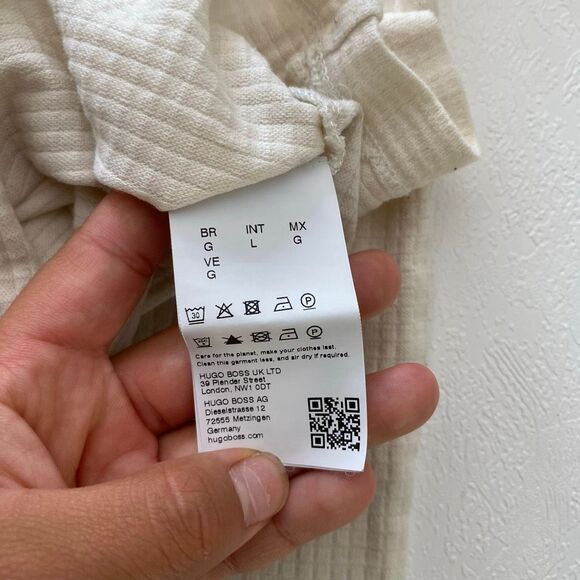 BR INT MX
G L G
VE
G
30 P
P
Care for the planet, make your clothes last.
Clean this garment less, and air dry if required.
HUGO BOSS UK LTD
39 Plender Street
London, NW1 0DT
HUGO BOSS AG
Dieselstrasse 12
72555 Metzingen
Germany
hugoboss.com